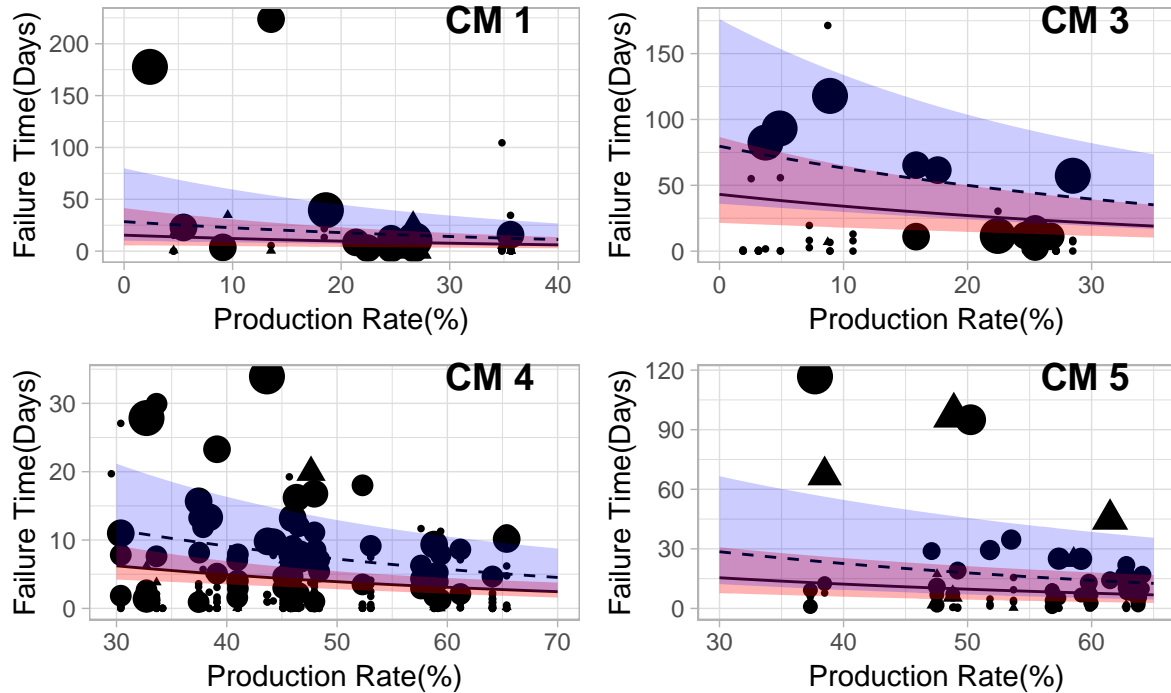 CM 1
Failure Time(Days)
200
150
100
50
0
0 10 20 30 40
Production Rate(%)
CM 3
Failure Time(Days)
150
100
50
0
0 10 20 30
Production Rate(%)
CM 4
Failure Time(Days)
30
20
10
0
30 40 50 60 70
Production Rate(%)
CM 5
Failure Time(Days)
120
90
60
30
0
30 40 50 60
Production Rate(%)